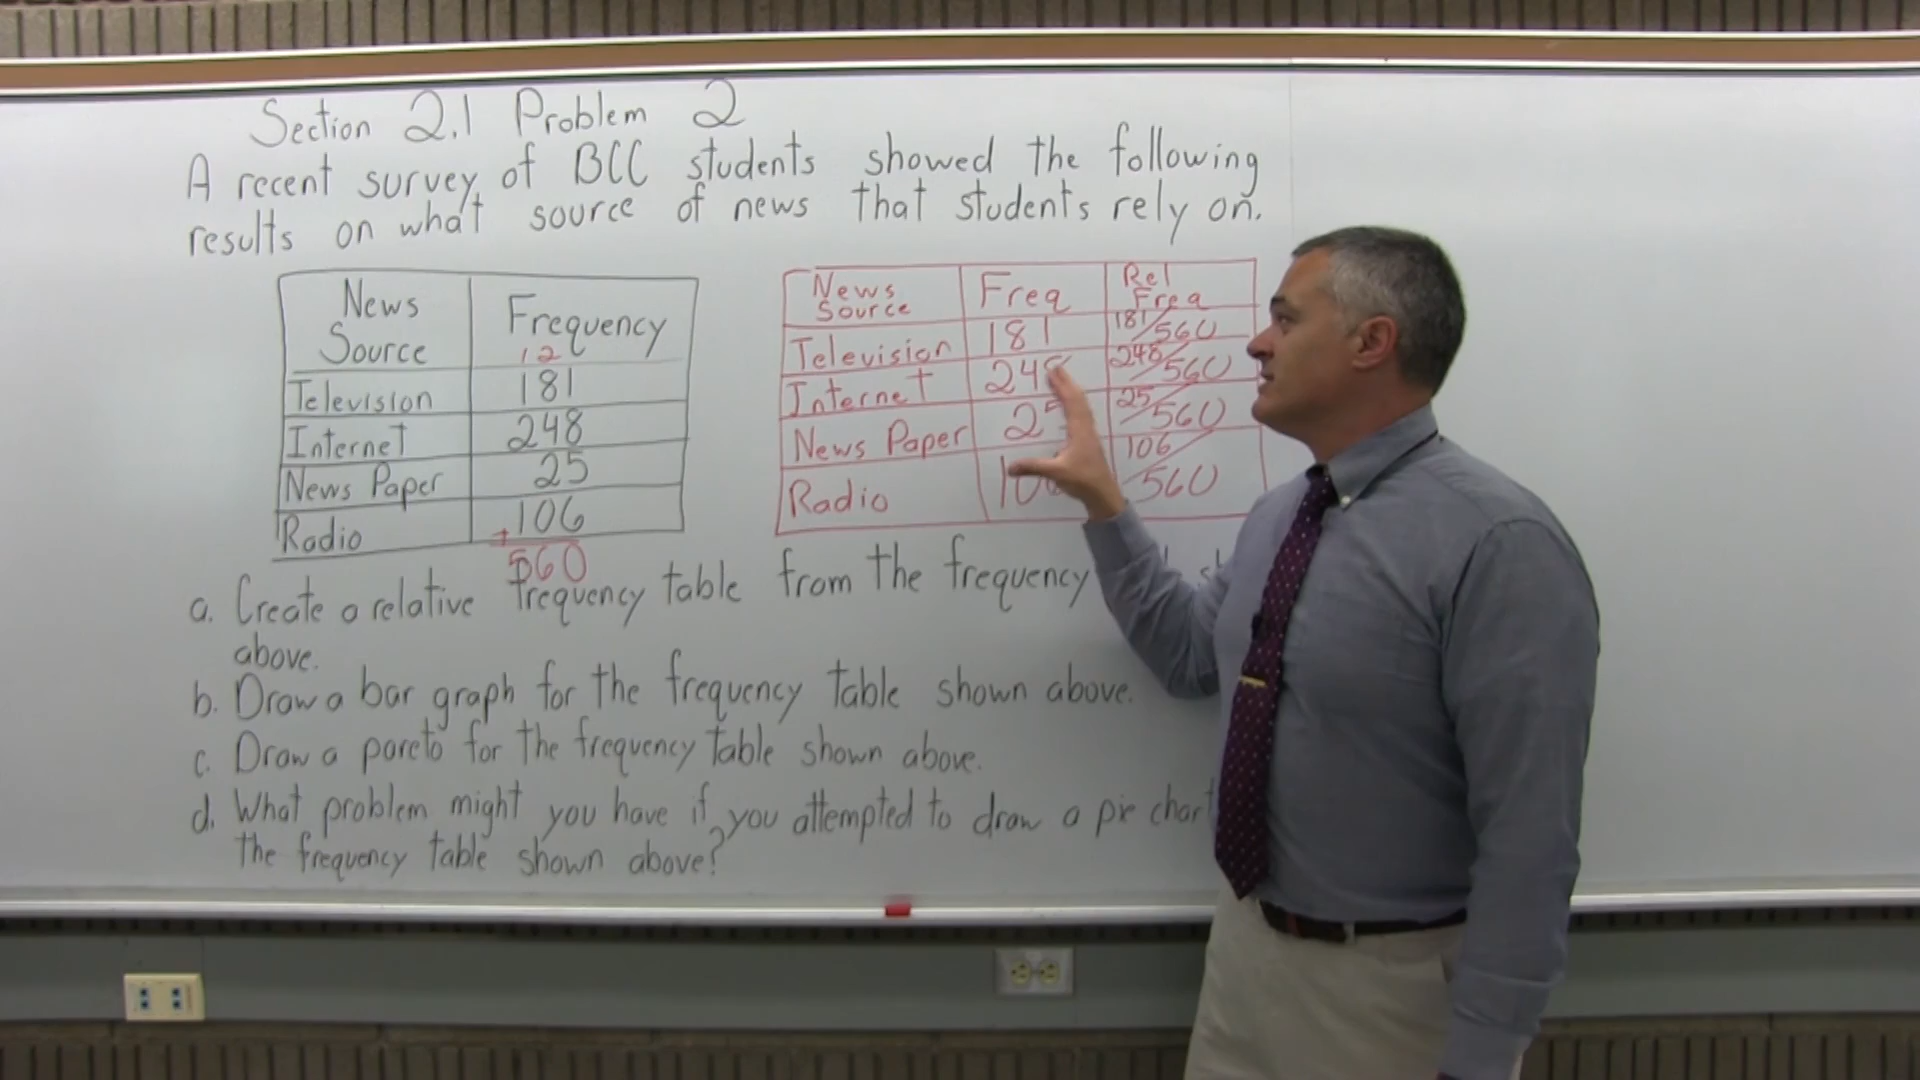 Section 2.1 Problem 2
A recent survey of BCC students showed the following
results on what source of news that students rely on.
News Source Frequency
1 2
Television 181
Internet 248
News Paper 25
Radio +106
560
News Source Freq Rel Freq
Television 181 181/560
Internet 248 248/560
News Paper 25 25/560
Radio 106 106/560
a. Create a relative frequency table from the frequency
above.
b. Draw a bar graph for the frequency table shown above.
c. Draw a pareto for the frequency table shown above.
d. What problem might you have if you attempted to draw a pie chart
the frequency table shown above?